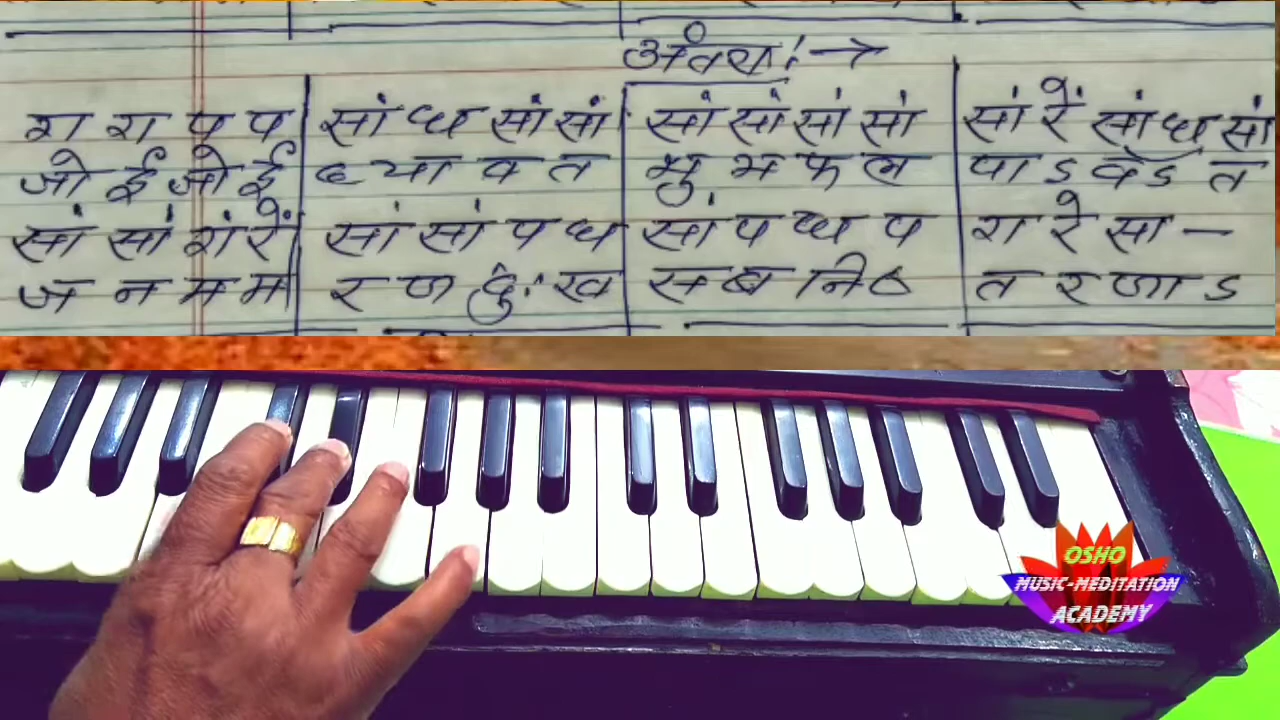 अंतरा:→
ग ग प प | सां ध सां सां | सां सां सां सां | सां रें सां ध सां
जो ई जो ई ध्या व त शु भ फ ल पा ऽ वे ऽ त
सां सां गं रें | सां सां प ध | सां प ध प | ग रे सा –
ज न म म र ण दुः ख स ब मि ट त र णा ऽ
OSHO
MUSIC-MEDITATION
ACADEMY